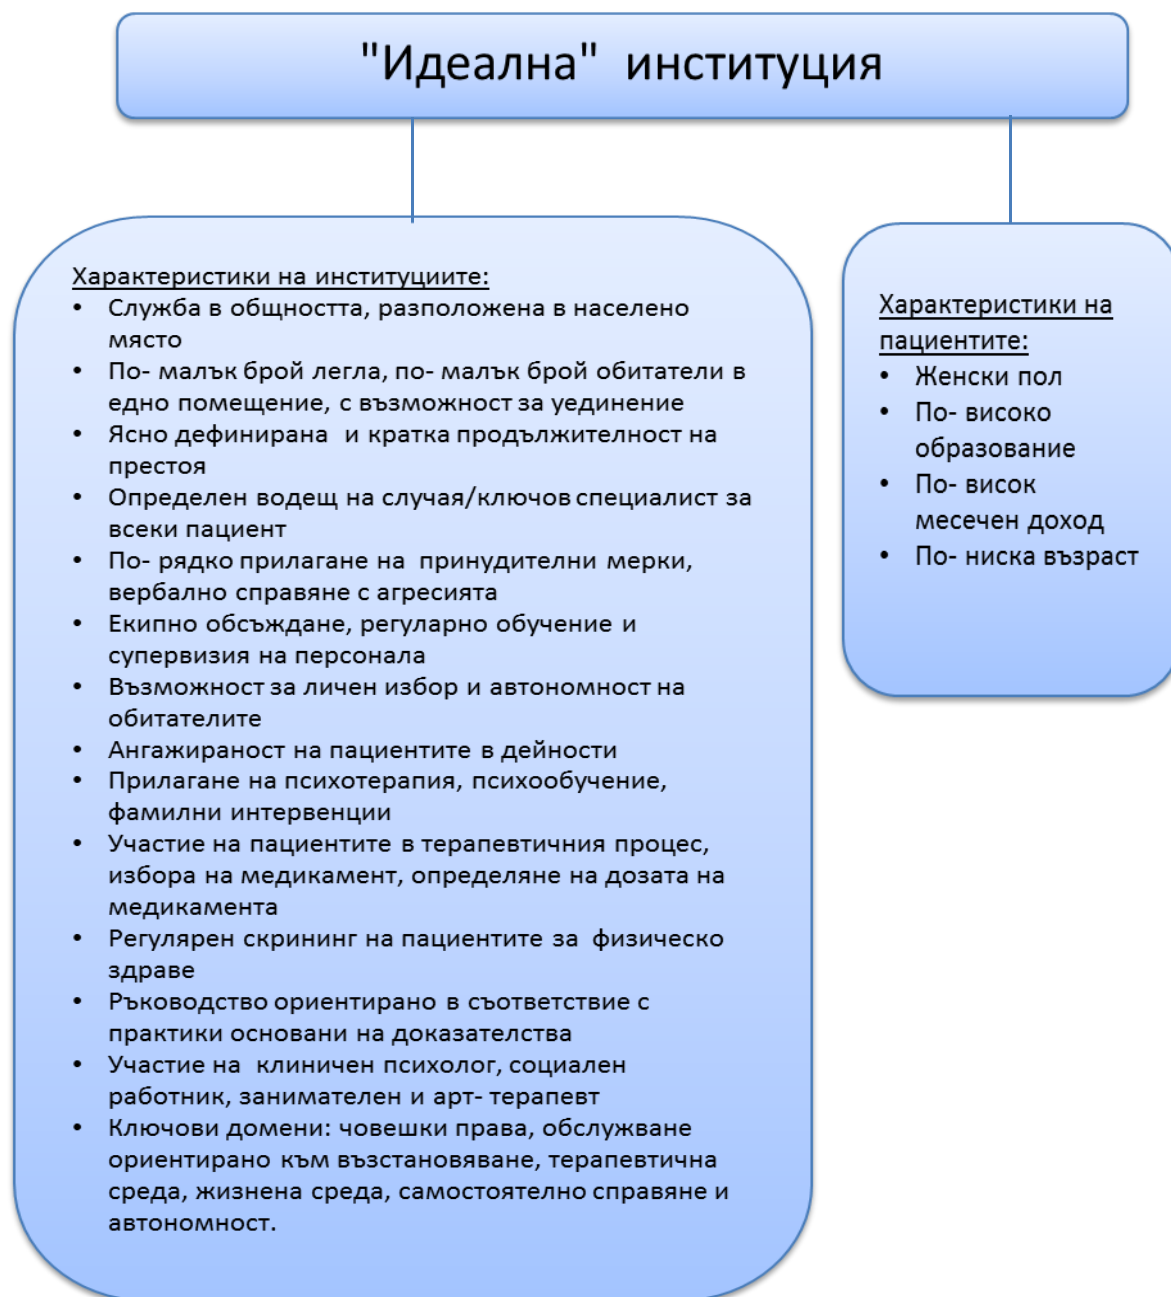 "Идеална" институция
Характеристики на институциите:
• Служба в общността, разположена в населено
място
• По- малък брой легла, по- малък брой обитатели в
едно помещение, с възможност за уединение
• Ясно дефинирана и кратка продължителност на
престоя
• Определен водещ на случая/ключов специалист за
всеки пациент
• По- рядко прилагане на принудителни мерки,
вербално справяне с агресията
• Екипно обсъждане, регуларно обучение и
супервизия на персонала
• Възможност за личен избор и автономност на
обитателите
• Ангажираност на пациентите в дейности
• Прилагане на психотерапия, психообучение,
фамилни интервенции
• Участие на пациентите в терапевтичния процес,
избора на медикамент, определяне на дозата на
медикамента
• Регулярен скрининг на пациентите за физическо
здраве
• Ръководство ориентирано в съответствие с
практики основани на доказателства
• Участие на клиничен психолог, социален
работник, занимателен и арт- терапевт
• Ключови домени: човешки права, обслужване
ориентирано към възстановяване, терапевтична
среда, жизнена среда, самостоятелно справяне и
автономност.
Характеристики на
пациентите:
• Женски пол
• По- високо
образование
• По- висок
месечен доход
• По- ниска възраст